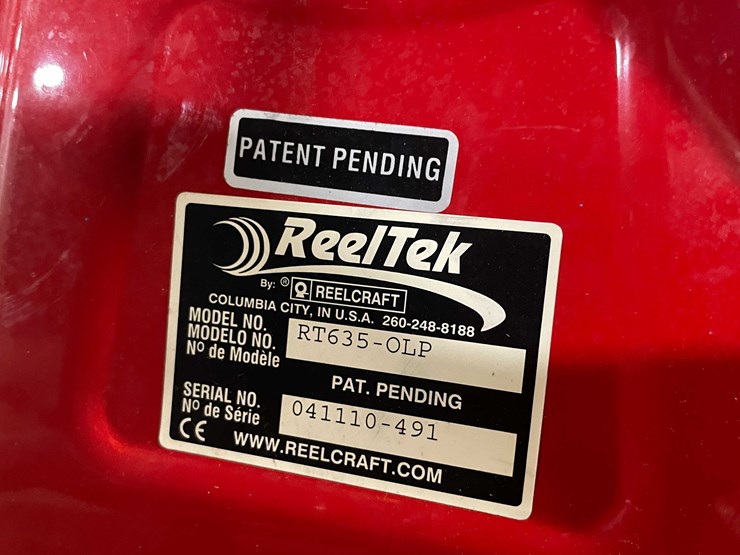 PATENT PENDING
ReelTek
By: ® REELCRAFT
COLUMBIA CITY, IN U.S.A. 260-248-8188
MODEL NO.
MODELO NO.
Nº de Modèle
RT635-OLP
PAT. PENDING
SERIAL NO.
Nº de Série
041110-491
CE WWW.REELCRAFT.COM